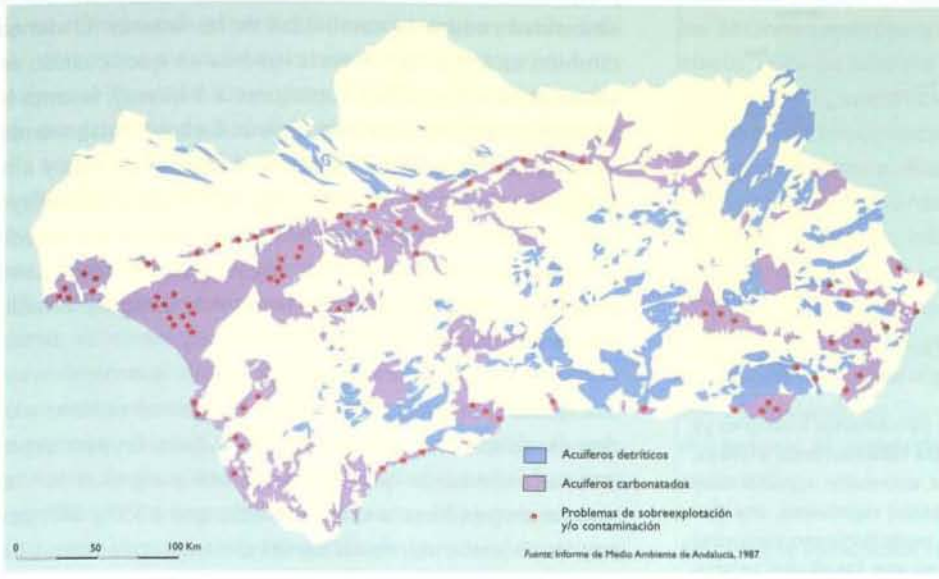 Acuíferos detríticos
Acuíferos carbonatados
Problemas de sobreexplotación
y/o contaminación
0 50 100 Km
Fuente: Informe de Medio Ambiente de Andalucía, 1987